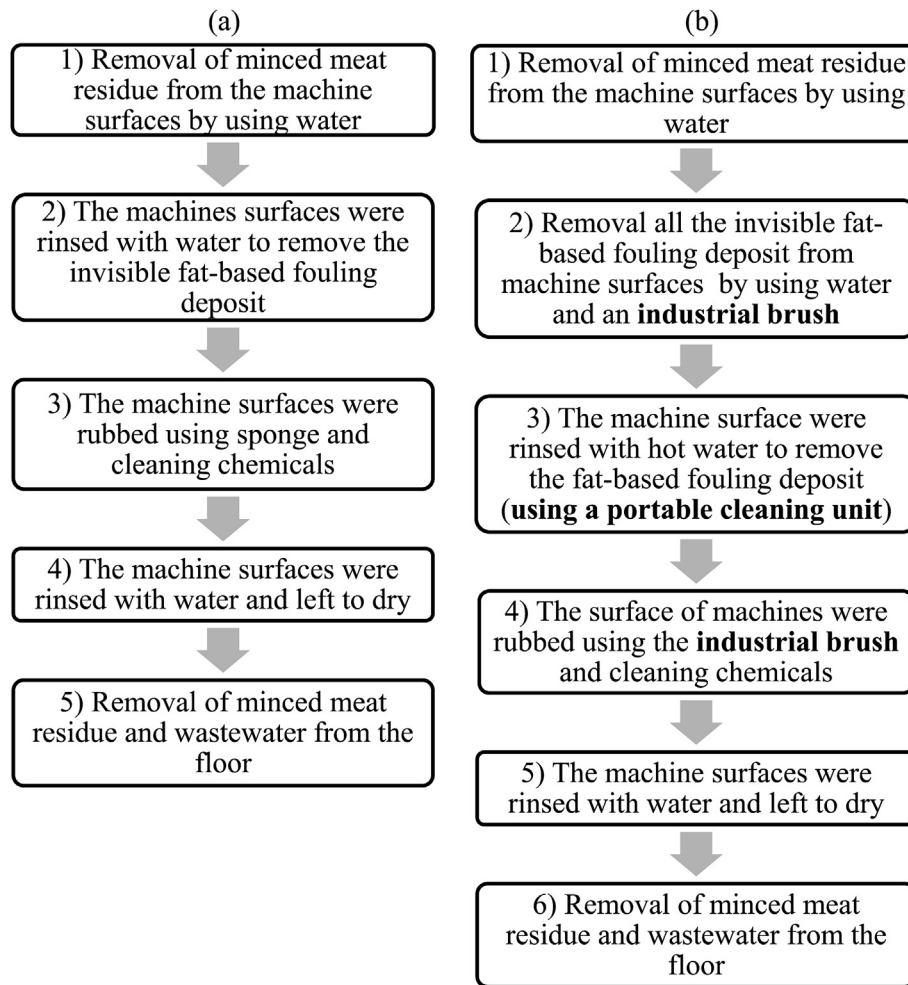 (a)
1) Removal of minced meat
residue from the machine
surfaces by using water
2) The machines surfaces were
rinsed with water to remove the
invisible fat-based fouling
deposit
3) The machine surfaces were
rubbed using sponge and
cleaning chemicals
4) The machine surfaces were
rinsed with water and left to dry
5) Removal of minced meat
residue and wastewater from the
floor
(b)
1) Removal of minced meat residue
from the machine surfaces by using
water
2) Removal all the invisible fat-
based fouling deposit from
machine surfaces by using water
and an industrial brush
3) The machine surface were
rinsed with hot water to remove
the fat-based fouling deposit
(using a portable cleaning unit)
4) The surface of machines were
rubbed using the industrial brush
and cleaning chemicals
5) The machine surfaces were
rinsed with water and left to dry
6) Removal of minced meat
residue and wastewater from the
floor